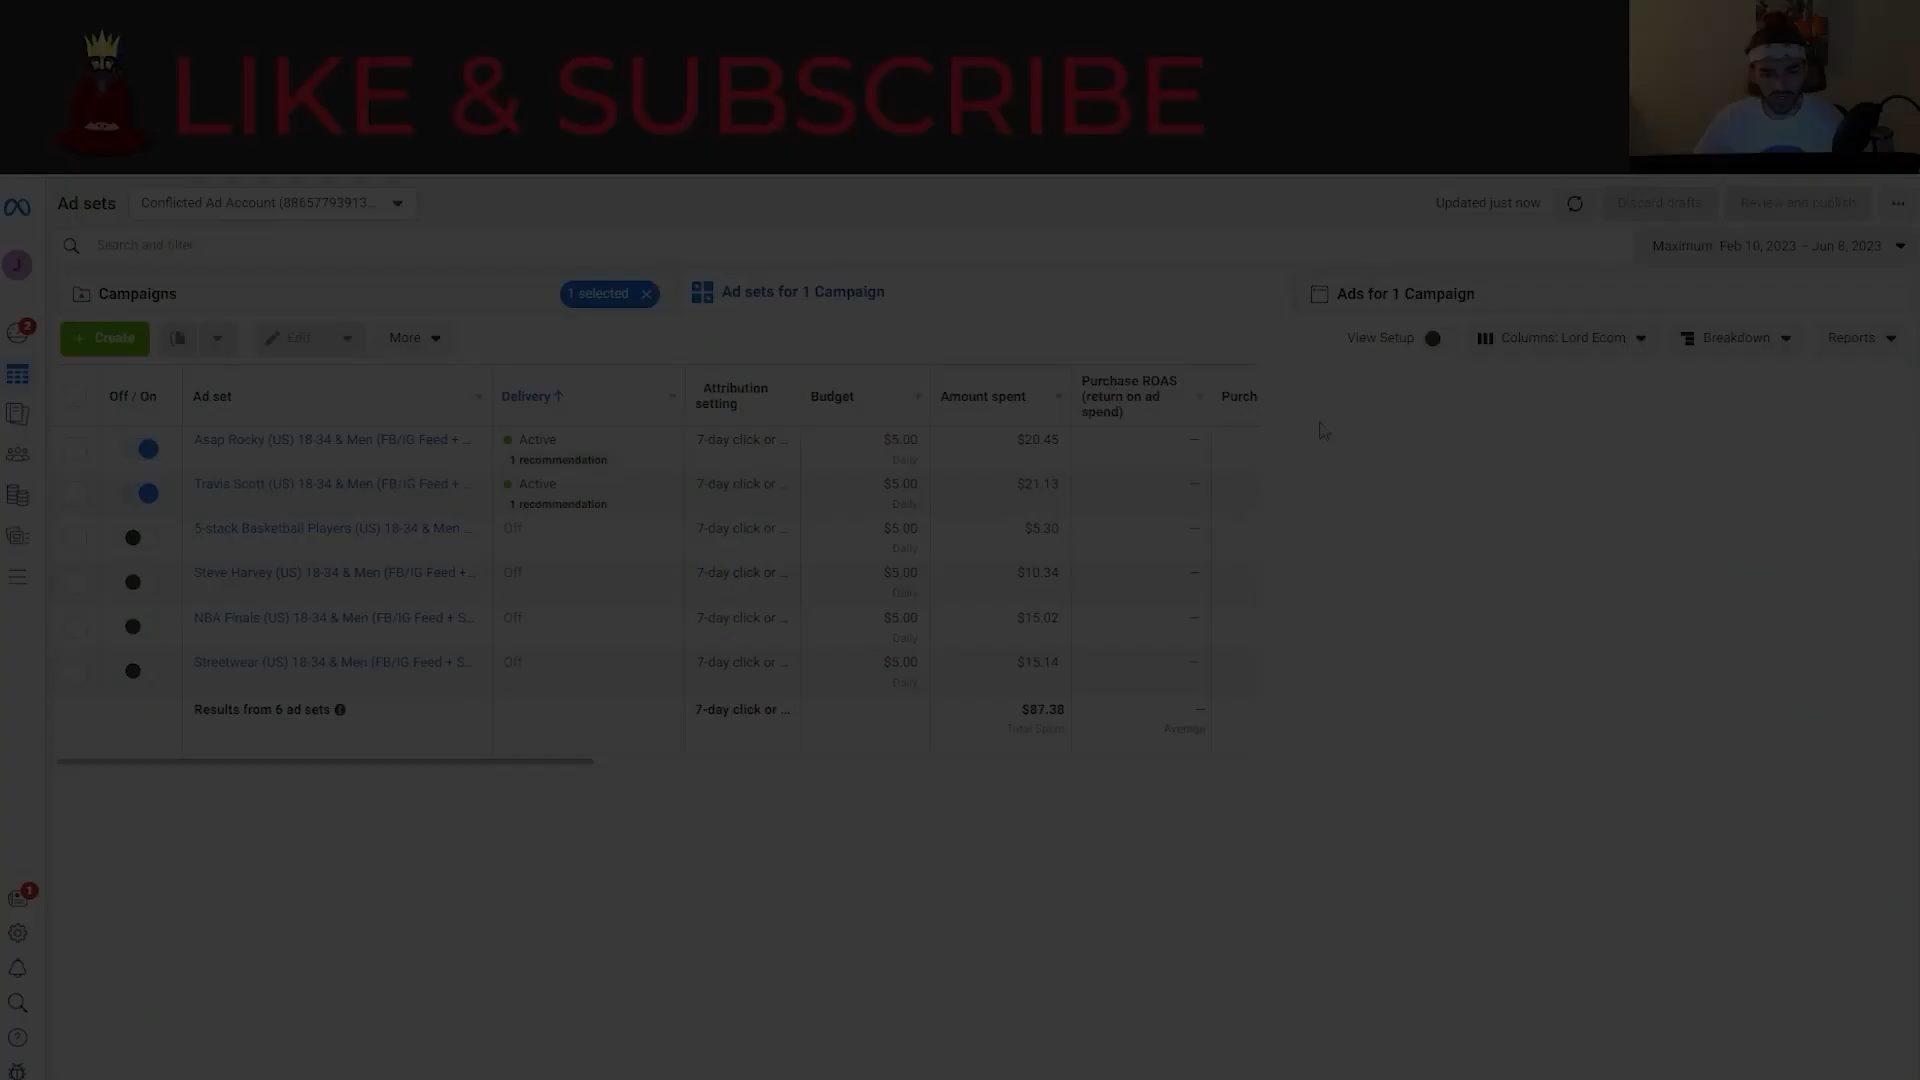 LIKE & SUBSCRIBE
Ad sets
Conflicted Ad Account (88657793913...
Updated just now
Discard drafts
Review and publish
Search and filter
Maximum: Feb 10, 2023 – Jun 8, 2023
J
Campaigns
1 selected
Ad sets for 1 Campaign
Ads for 1 Campaign
2
+ Create
Edit
More
View Setup
Columns: Lord Ecom
Breakdown
Reports
Off / On
Ad set
Delivery ↑
Attribution setting
Budget
Amount spent
Purchase ROAS (return on ad spend)
Purch
Asap Rocky (US) 18-34 & Men (FB/IG Feed + ...
Active
1 recommendation
7-day click or ...
$5.00
Daily
$20.45
—
Travis Scott (US) 18-34 & Men (FB/IG Feed + ...
Active
1 recommendation
7-day click or ...
$5.00
Daily
$21.13
—
5-stack Basketball Players (US) 18-34 & Men ...
Off
7-day click or ...
$5.00
Daily
$5.30
—
Steve Harvey (US) 18-34 & Men (FB/IG Feed +...
Off
7-day click or ...
$5.00
Daily
$10.34
—
NBA Finals (US) 18-34 & Men (FB/IG Feed + S...
Off
7-day click or ...
$5.00
Daily
$15.02
—
Streetwear (US) 18-34 & Men (FB/IG Feed + S...
Off
7-day click or ...
$5.00
Daily
$15.14
—
Results from 6 ad sets
7-day click or ...
$87.38
Total Spent
—
Average
1